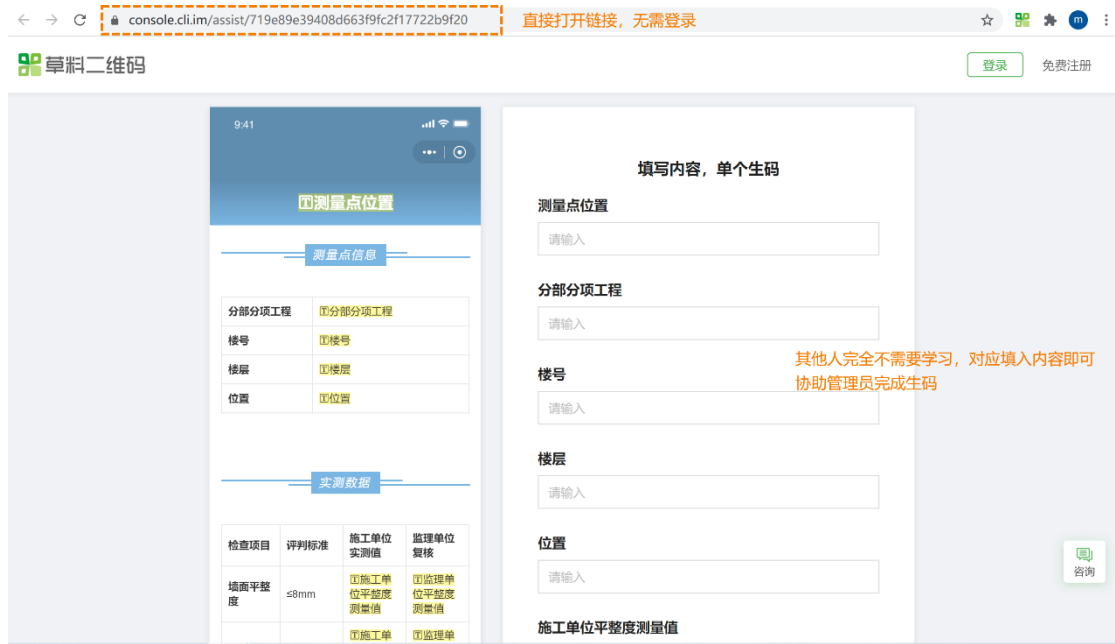 console.cli.im/assist/719e89e39408d663f9fc2f17722b9f20
直接打开链接，无需登录
m
草料二维码
登录
免费注册
9:41
测量点位置
测量点信息
分部分项工程 分部分项工程
楼号 楼号
楼层 楼层
位置 位置
实测数据
检查项目 评判标准 施工单位实测值 监理单位复核
墙面平整度 ≤8mm 施工单位平整度测量值 监理单位平整度测量值
施工单 监理单
填写内容，单个生码
测量点位置
请输入
分部分项工程
请输入
其他人完全不需要学习，对应填入内容即可
协助管理员完成生码
楼号
请输入
楼层
请输入
位置
请输入
施工单位平整度测量值
咨询